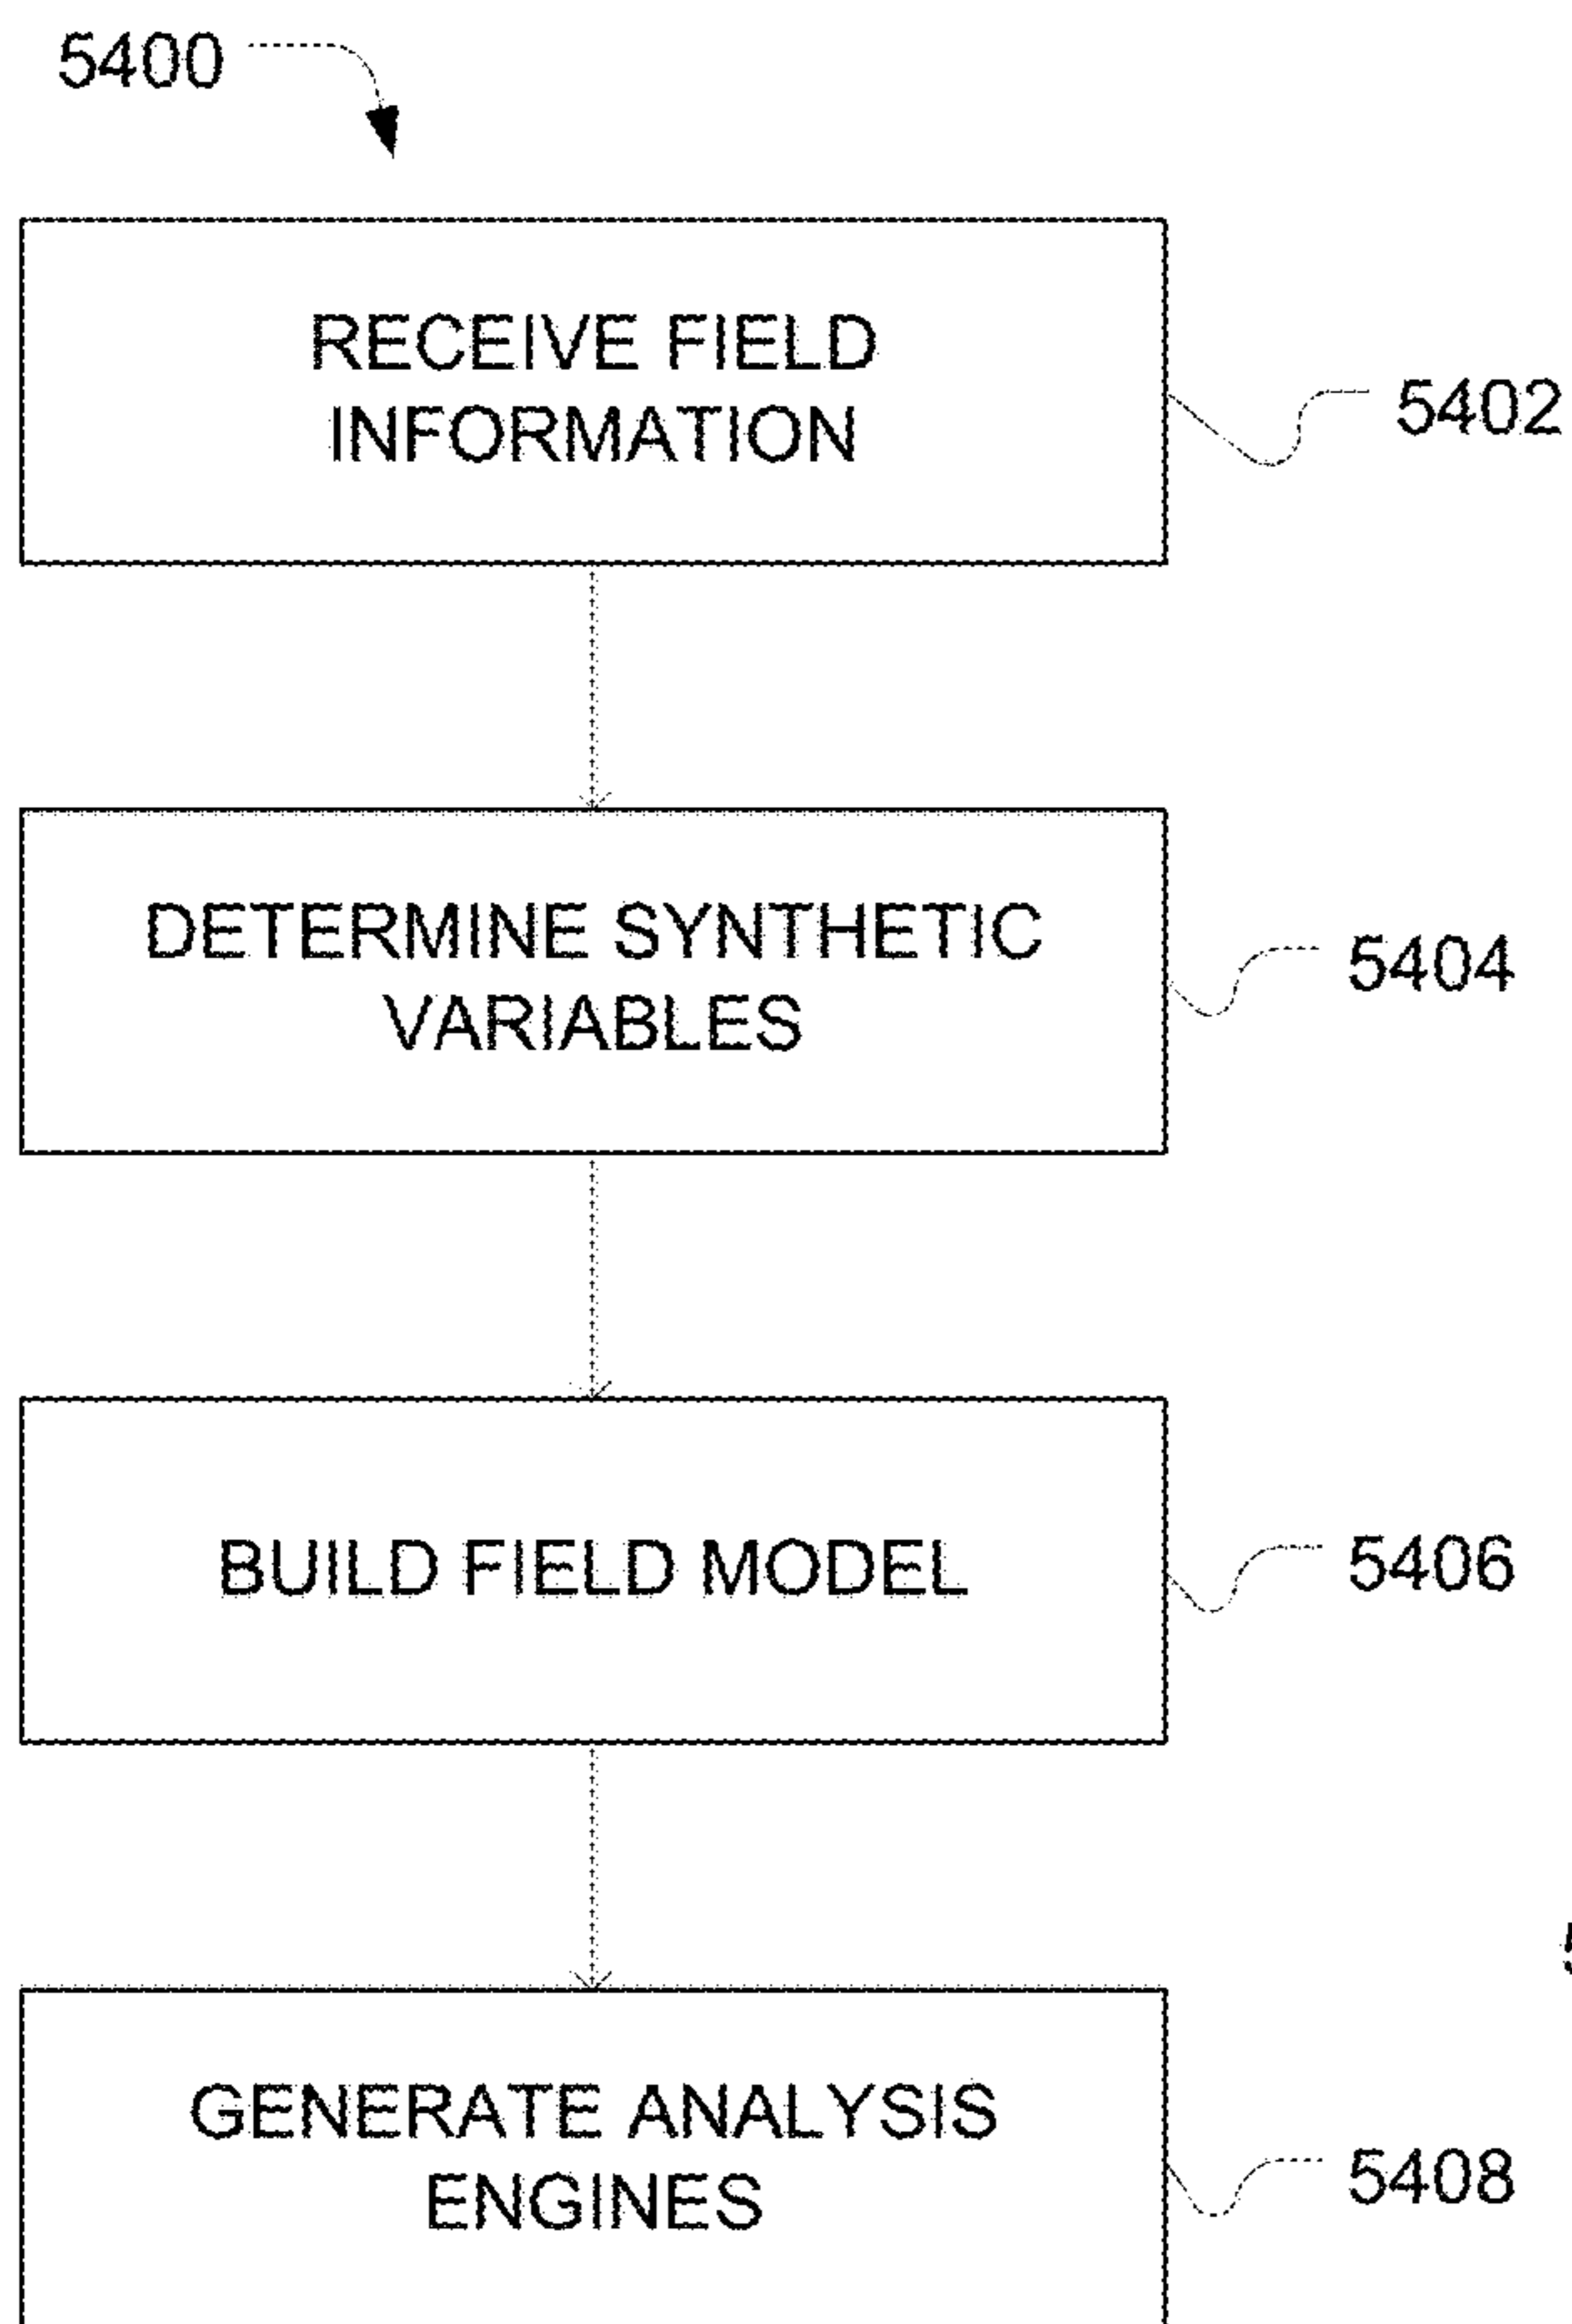 5400
RECEIVE FIELD
INFORMATION
5402
DETERMINE SYNTHETIC
VARIABLES
5404
BUILD FIELD MODEL
5406
GENERATE ANALYSIS
ENGINES
5408